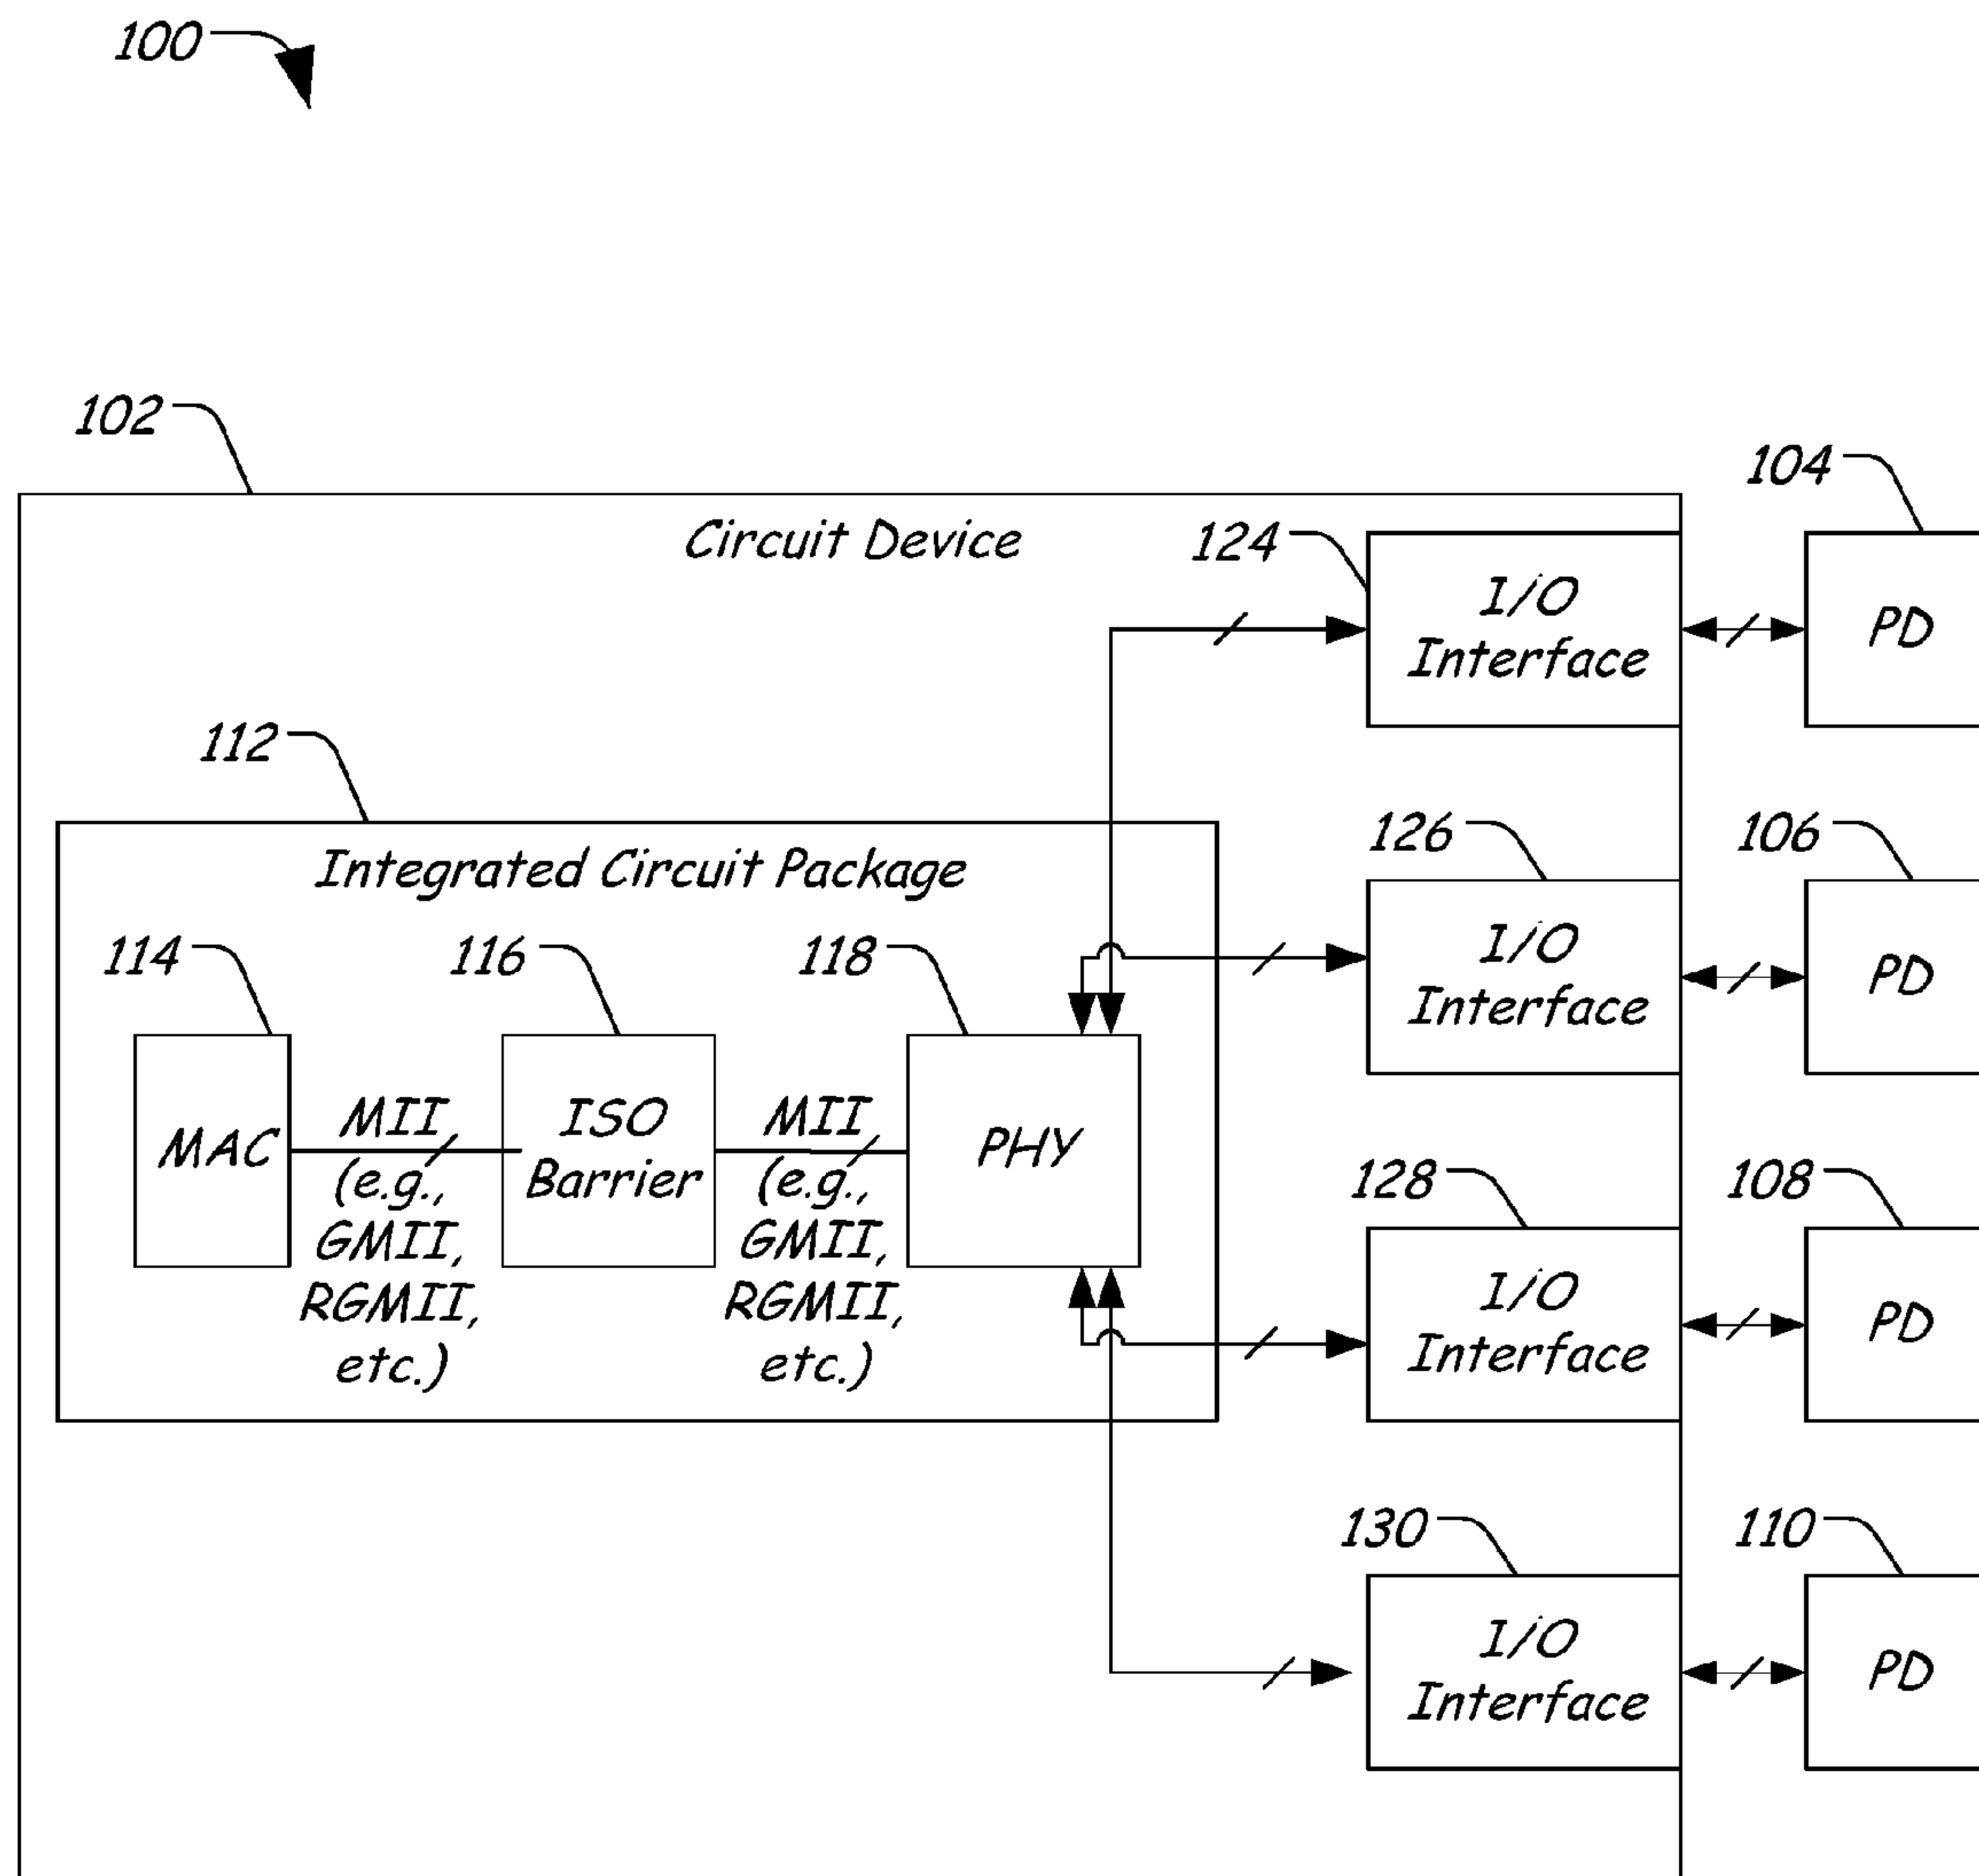 100
102
104
Circuit Device
124
I/O
Interface
PD
112
126
106
Integrated Circuit Package
I/O
Interface
PD
114
116
118
MAC
MII
(e.g.,
GMII,
RGMII,
etc.)
ISO
Barrier
MII
(e.g.,
GMII,
RGMII,
etc.)
PHY
128
108
I/O
Interface
PD
130
110
I/O
Interface
PD